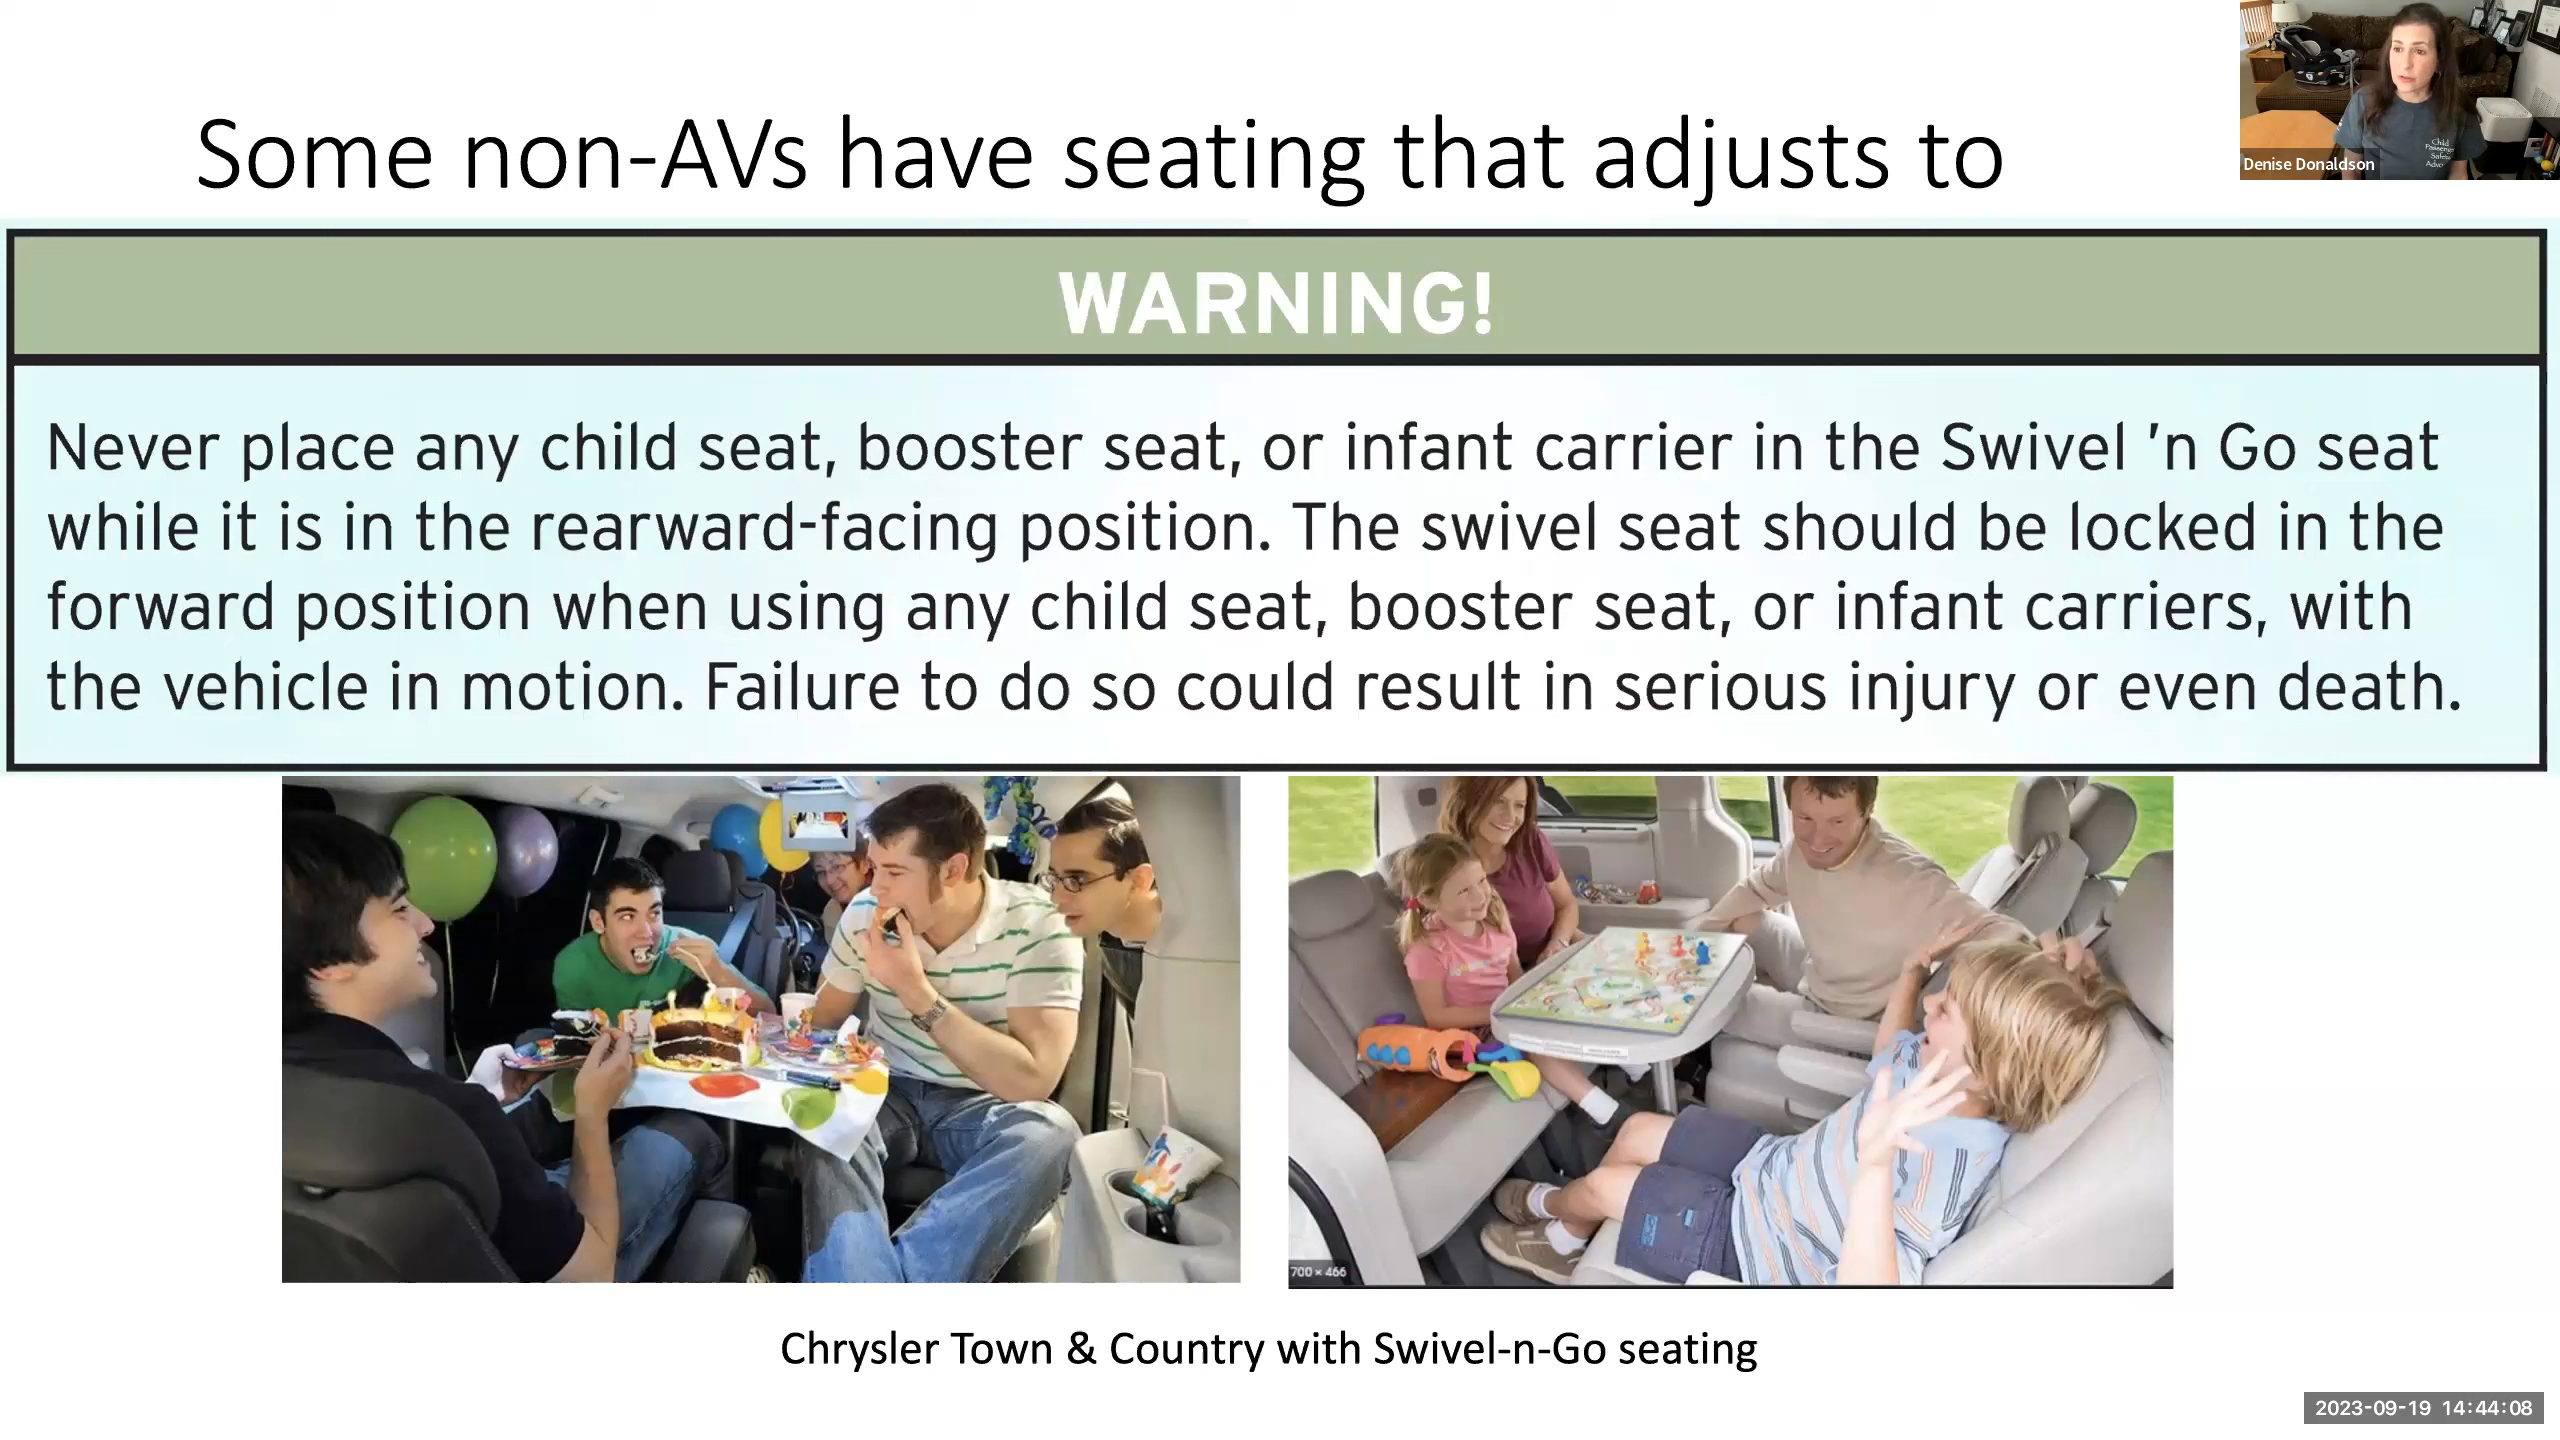 Some non-AVs have seating that adjusts to
Denise Donaldson
Child
Passenger
Safety
WARNING!
Never place any child seat, booster seat, or infant carrier in the Swivel ’n Go seat
while it is in the rearward-facing position. The swivel seat should be locked in the
forward position when using any child seat, booster seat, or infant carriers, with
the vehicle in motion. Failure to do so could result in serious injury or even death.
700 × 466
Chrysler Town & Country with Swivel-n-Go seating
2023-09-19 14:44:08